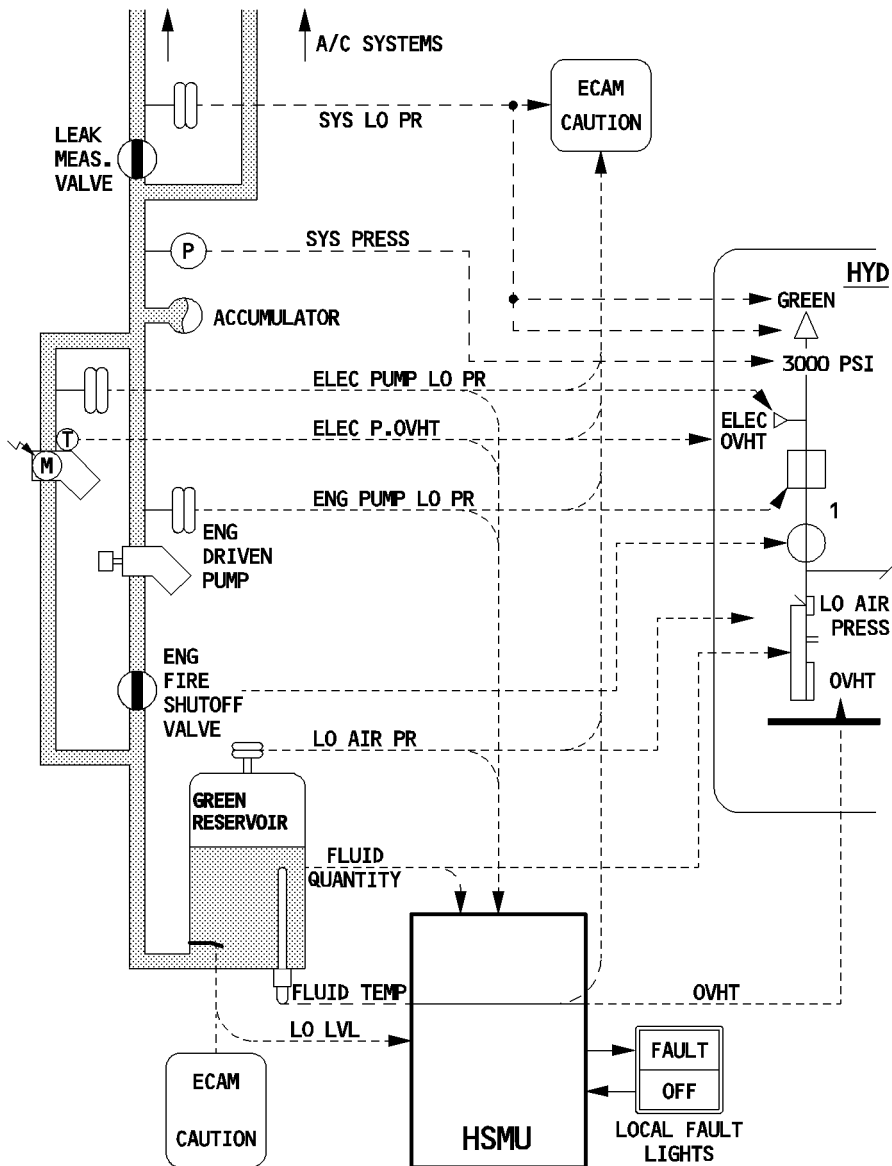 A/C SYSTEMS
ECAM
CAUTION
SYS LO PR
LEAK
MEAS.
VALVE
SYS PRESS
P
HYD
GREEN
ACCUMULATOR
3000 PSI
ELEC PUMP LO PR
ELEC
OVHT
ELEC P.OVHT
T
M
ENG PUMP LO PR
1
ENG
DRIVEN
PUMP
LO AIR
PRESS
ENG
FIRE
SHUTOFF
VALVE
OVHT
LO AIR PR
GREEN
RESERVOIR
FLUID
QUANTITY
FLUID TEMP
OVHT
LO LVL
ECAM
CAUTION
HSMU
FAULT
OFF
LOCAL FAULT
LIGHTS